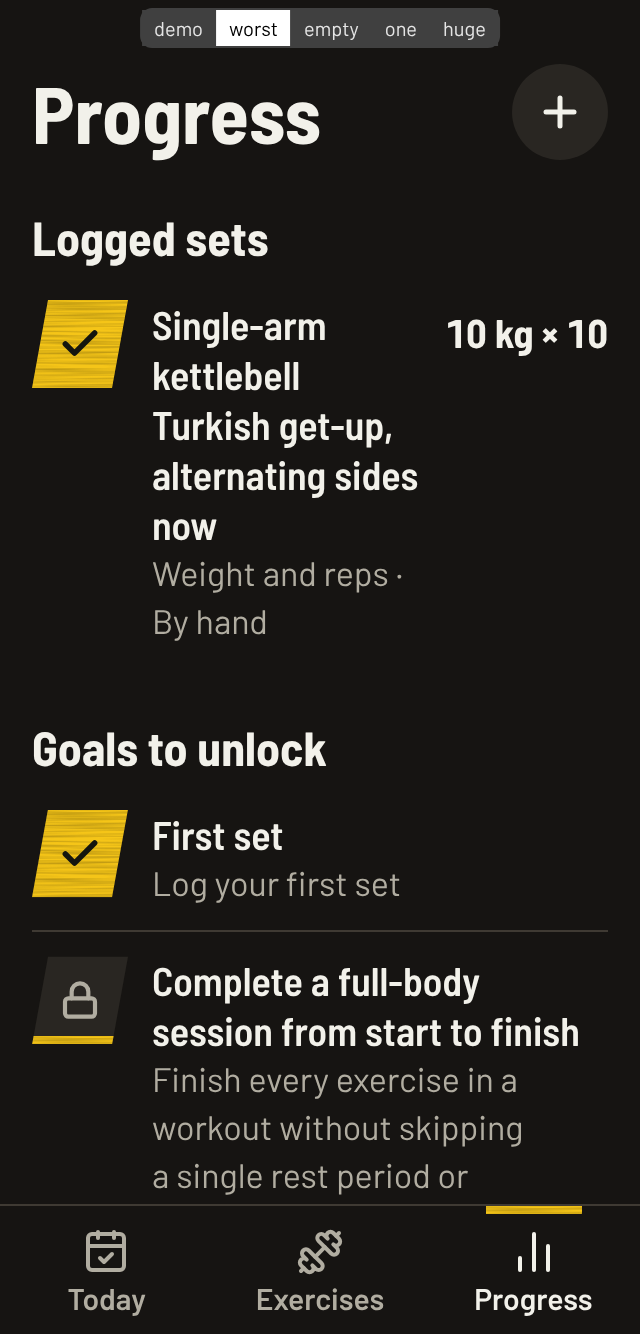 demo worst empty one huge
Progress
Logged sets
Single-arm
kettlebell
Turkish get-up,
alternating sides
now
10 kg × 10
Weight and reps ·
By hand
Goals to unlock
First set
Log your first set
Complete a full-body
session from start to finish
Finish every exercise in a
workout without skipping
a single rest period or
Today Exercises Progress